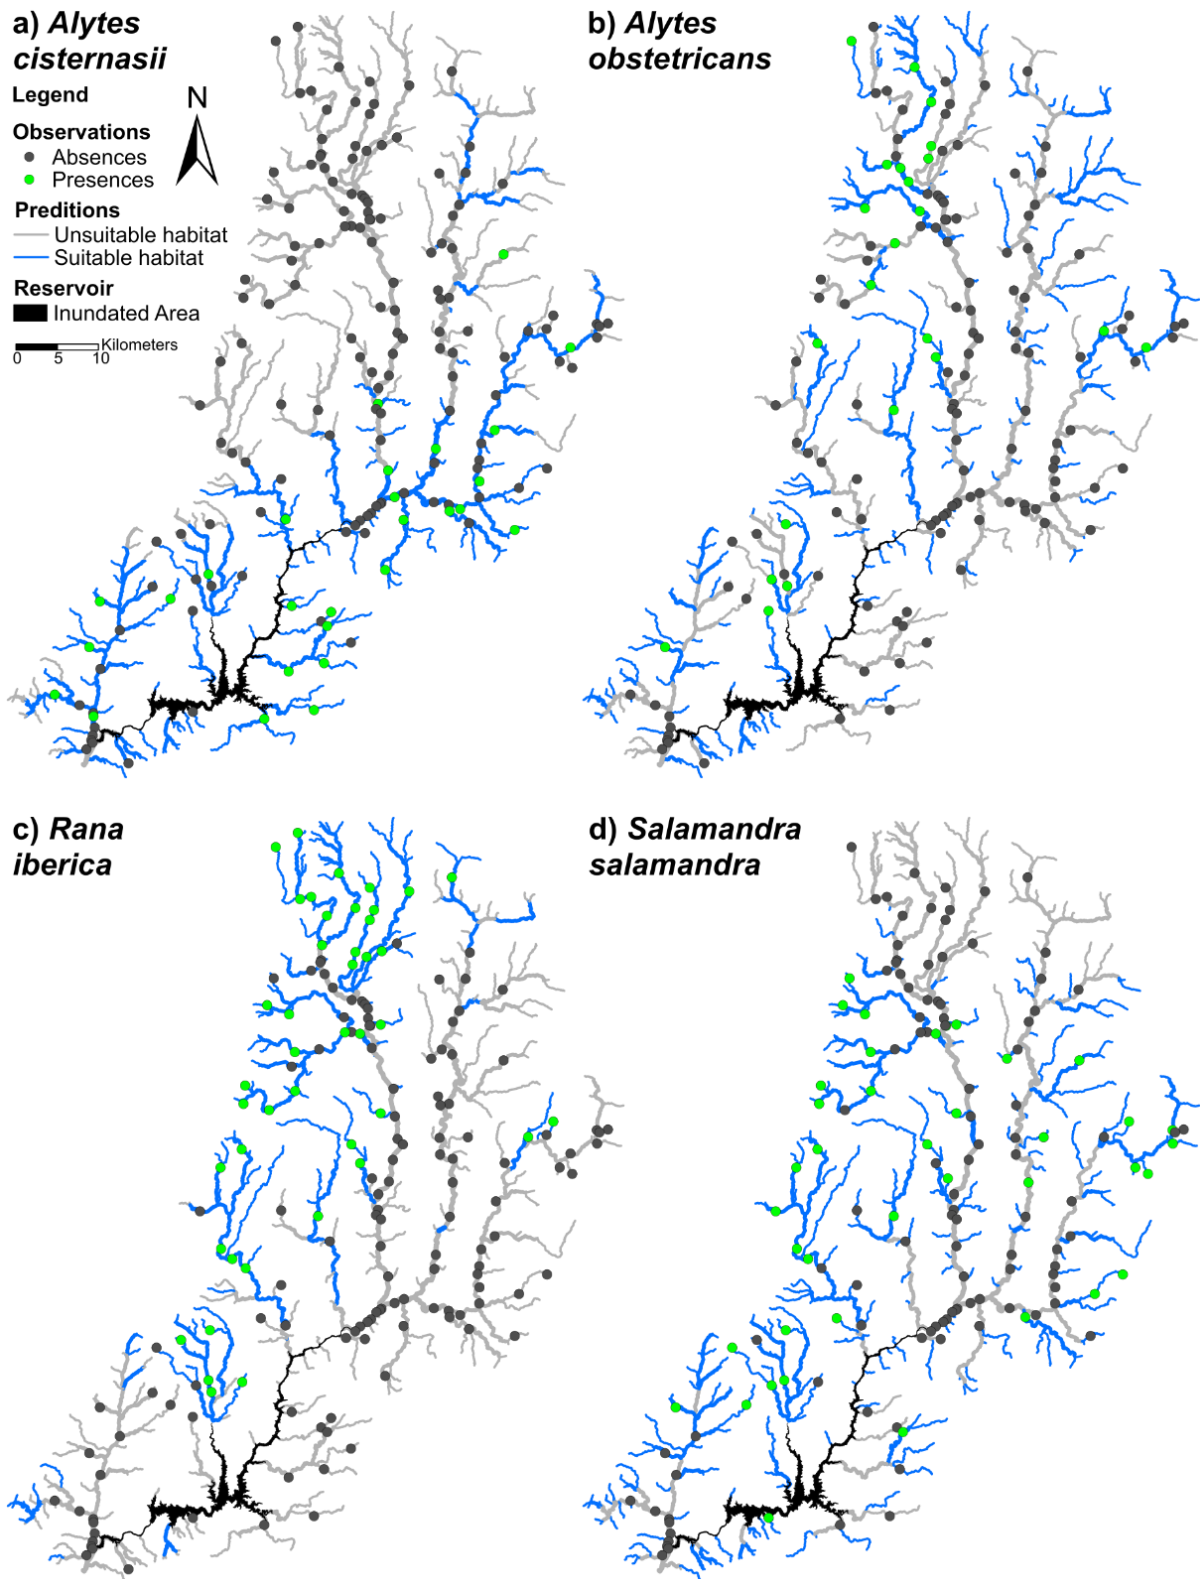 a) Alytes
cisternasii
Legend
N
Observations
Absences
Presences
Preditions
Unsuitable habitat
Suitable habitat
Reservoir
Inundated Area
Kilometers
0 5 10
b) Alytes
obstetricans
c) Rana
iberica
d) Salamandra
salamandra